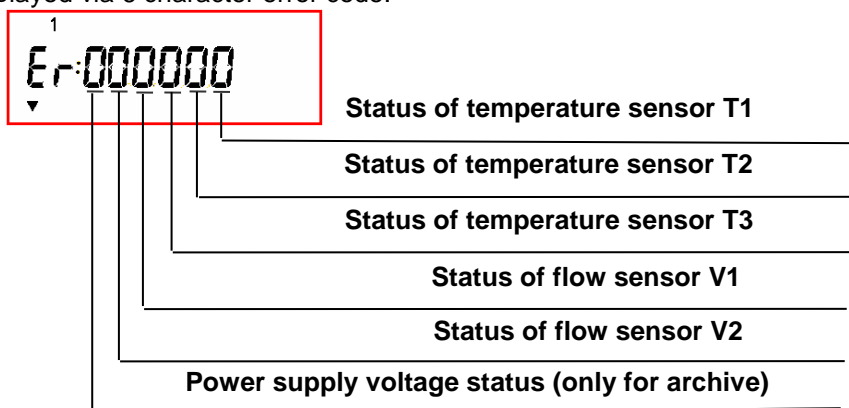 1
Er:000000
Status of temperature sensor T1
Status of temperature sensor T2
Status of temperature sensor T3
Status of flow sensor V1
Status of flow sensor V2
Power supply voltage status (only for archive)